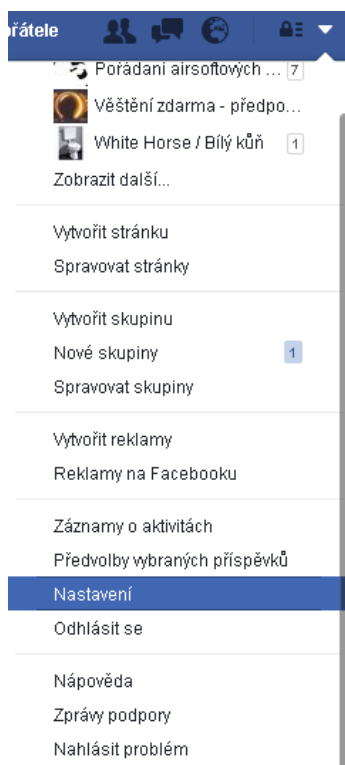 řátele
Pořádaní airsoftových ... 7
Věštění zdarma - předpo...
White Horse / Bílý kůň 1
Zobrazit další...
Vytvořit stránku
Spravovat stránky
Vytvořit skupinu
Nové skupiny 1
Spravovat skupiny
Vytvořit reklamy
Reklamy na Facebooku
Záznamy o aktivitách
Předvolby vybraných příspěvků
Nastavení
Odhlásit se
Nápověda
Zprávy podpory
Nahlásit problém